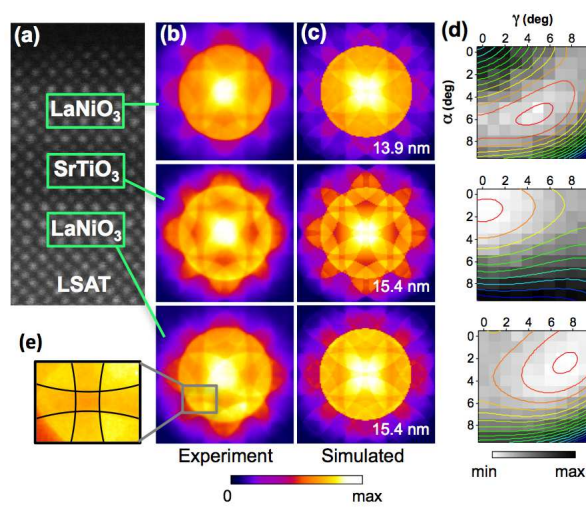 (a)
(b)
(c)
(d)
γ (deg)
0 2 4 6 8
α (deg)
0
2
4
6
8
LaNiO₃
SrTiO₃
LaNiO₃
LSAT
13.9 nm
15.4 nm
15.4 nm
0 2 4 6 8
0
2
4
6
8
0 2 4 6 8
0
2
4
6
8
(e)
Experiment
Simulated
0
max
min
max